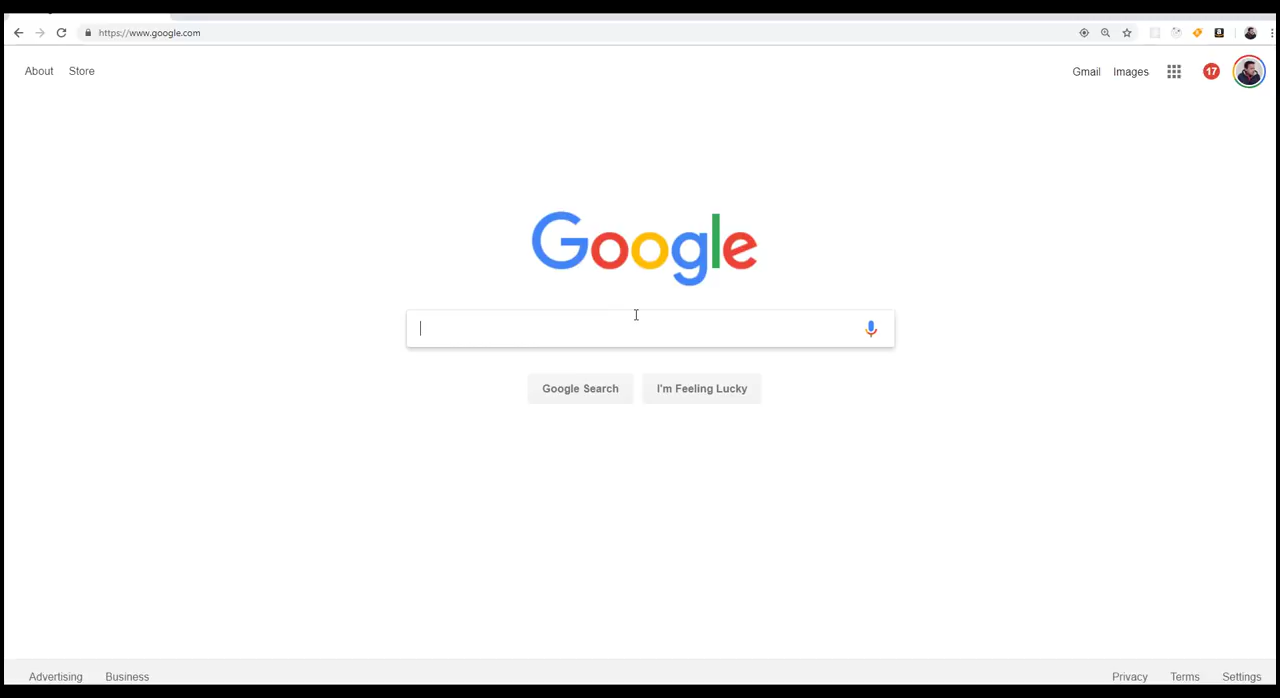 https://www.google.com
About Store
Gmail Images
17
Google
Google Search I'm Feeling Lucky
Advertising Business
Privacy Terms Settings